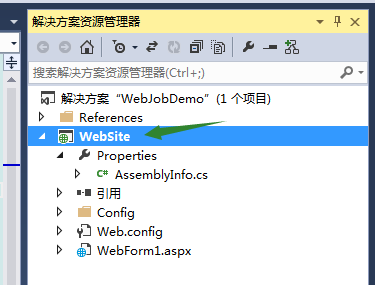 解决方案资源管理器
搜索解决方案资源管理器(Ctrl+;)
解决方案“WebJobDemo”(1 个项目)
References
WebSite
Properties
C# AssemblyInfo.cs
引用
Config
Web.config
WebForm1.aspx